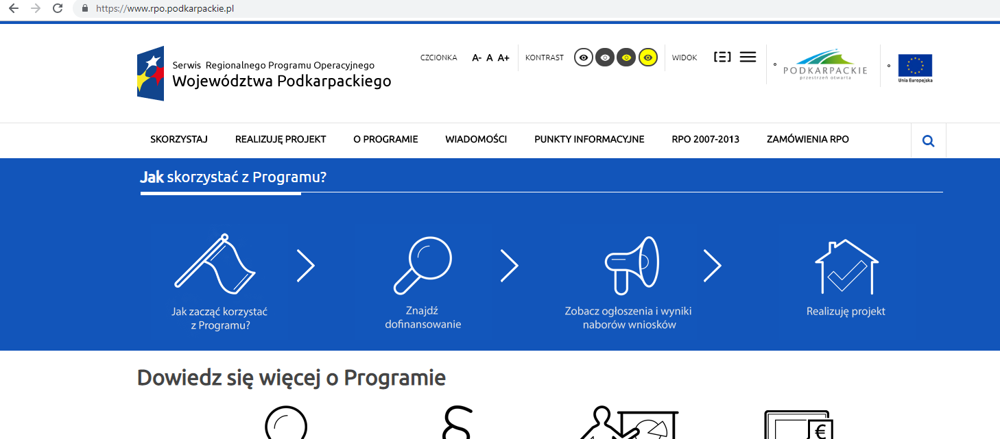 https://www.rpo.podkarpackie.pl
Serwis Regionalnego Programu Operacyjnego
Województwa Podkarpackiego
CZCIONKA A- A A+ KONTRAST WIDOK
PODKARPACKIE
przestrzeń otwarta
Unia Europejska
SKORZYSTAJ REALIZUJĘ PROJEKT O PROGRAMIE WIADOMOŚCI PUNKTY INFORMACYJNE RPO 2007-2013 ZAMÓWIENIA RPO
Jak skorzystać z Programu?
Jak zacząć korzystać
z Programu?
Znajdź
dofinansowanie
Zobacz ogłoszenia i wyniki
naborów wniosków
Realizuję projekt
Dowiedz się więcej o Programie
§
€